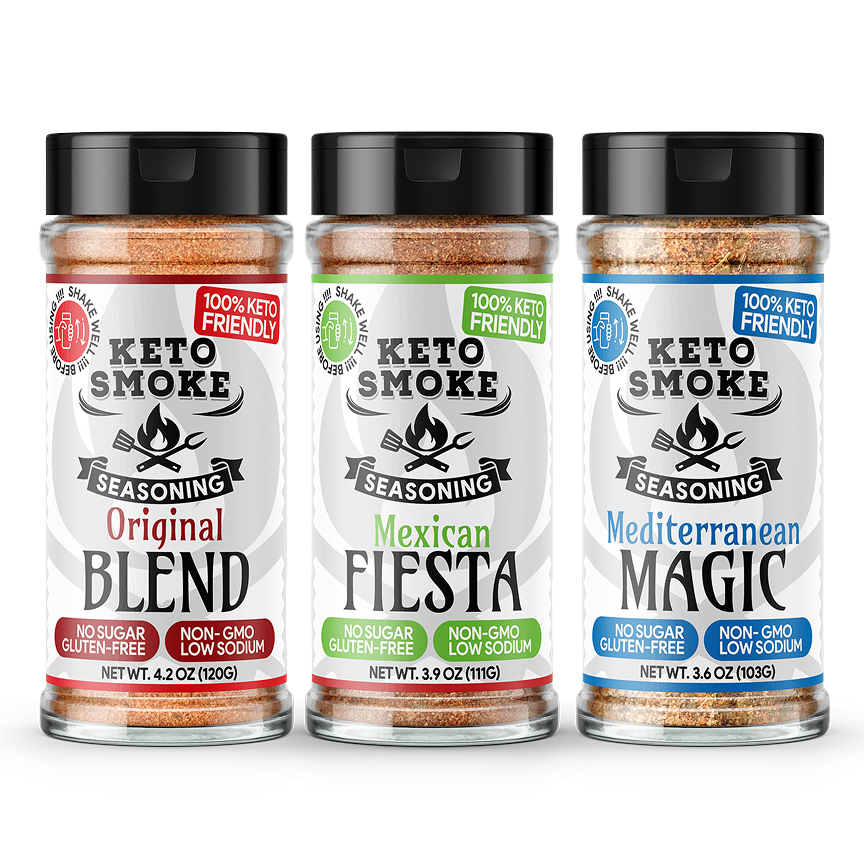 SHAKE WELL !!!! BEFORE USING !!!!
100% KETO
FRIENDLY
KETO
SMOKE
SEASONING
Original
BLEND
NO SUGAR
GLUTEN-FREE
NON-GMO
LOW SODIUM
NET WT. 4.2 OZ (120G)
SHAKE WELL !!!! BEFORE USING !!!!
100% KETO
FRIENDLY
KETO
SMOKE
SEASONING
Mexican
FIESTA
NO SUGAR
GLUTEN-FREE
NON-GMO
LOW SODIUM
NET WT. 3.9 OZ (111G)
SHAKE WELL !!!! BEFORE USING !!!!
100% KETO
FRIENDLY
KETO
SMOKE
SEASONING
Mediterranean
MAGIC
NO SUGAR
GLUTEN-FREE
NON- GMO
LOW SODIUM
NET WT. 3.6 OZ (103G)